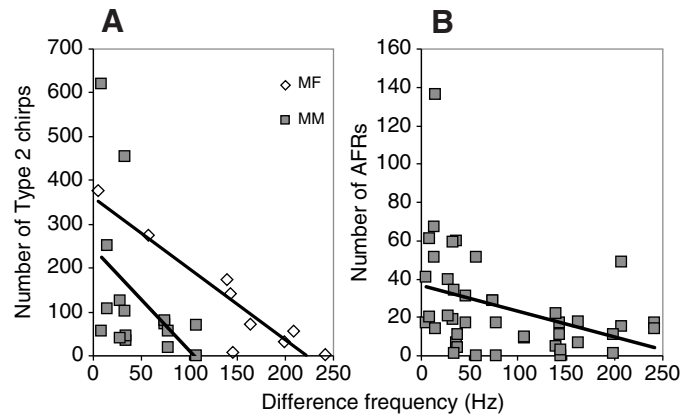 A
B
Number of Type 2 chirps
700
600
500
400
300
200
100
0
0 50 100 150 200 250
MF
MM
Number of AFRs
160
140
120
100
80
60
40
20
0
0 50 100 150 200 250
Difference frequency (Hz)